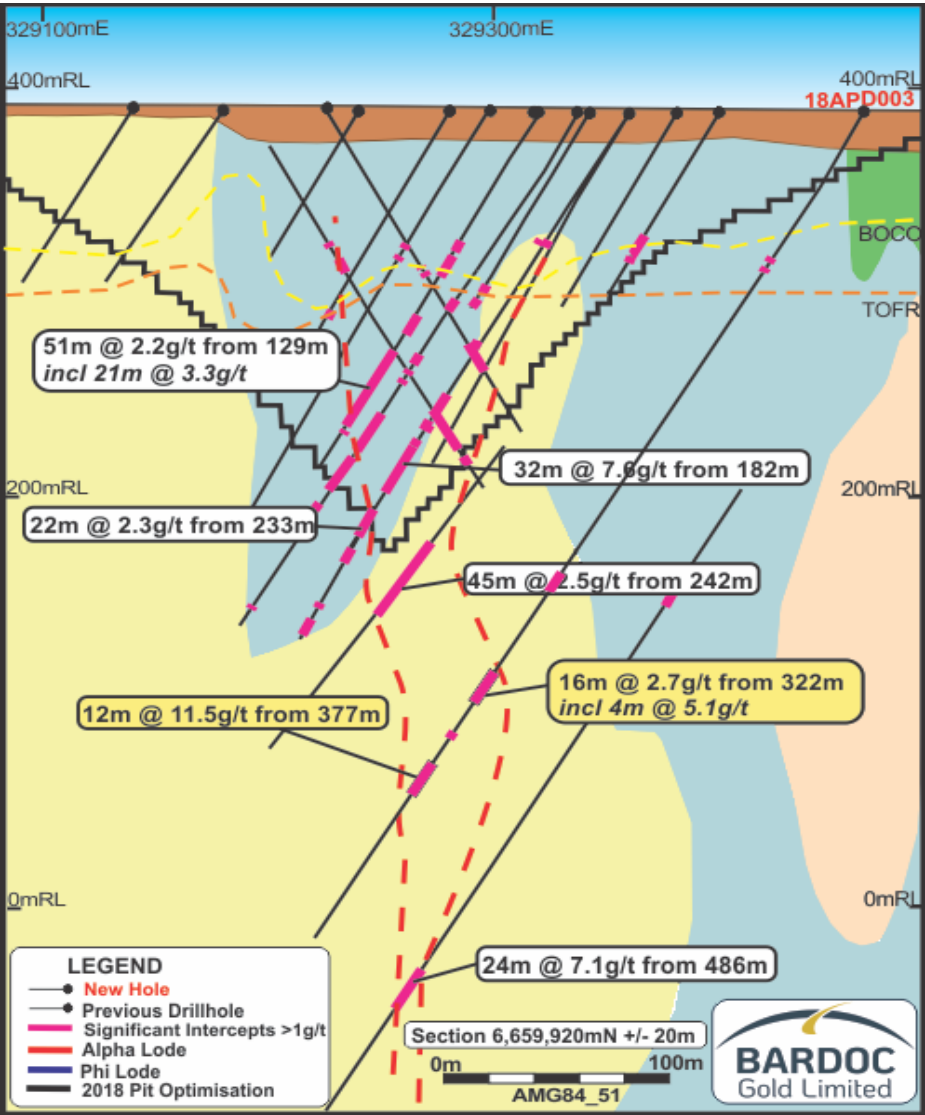 329100mE
329300mE
400mRL
400mRL
18APD003
BOCO
TOFR
51m @ 2.2g/t from 129m
incl 21m @ 3.3g/t
32m @ 7.6g/t from 182m
200mRL
200mRL
22m @ 2.3g/t from 233m
45m @ 2.5g/t from 242m
16m @ 2.7g/t from 322m
incl 4m @ 5.1g/t
12m @ 11.5g/t from 377m
0mRL
0mRL
24m @ 7.1g/t from 486m
LEGEND
New Hole
Previous Drillhole
Significant Intercepts >1g/t
Alpha Lode
Phi Lode
2018 Pit Optimisation
Section 6,659,920mN +/- 20m
0m 100m
AMG84_51
BARDOC
Gold Limited